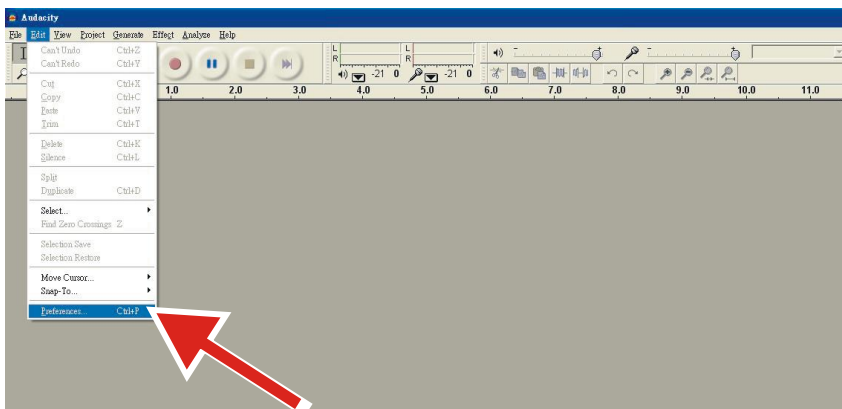 Audacity
File Edit View Project Generate Effect Analyze Help
Can't Undo Ctrl+Z
Can't Redo Ctrl+Y
Cut Ctrl+X
Copy Ctrl+C
Paste Ctrl+V
Trim Ctrl+T
Delete Ctrl+K
Silence Ctrl+L
Split
Duplicate Ctrl+D
Select...
Find Zero Crossings Z
Selection Save
Selection Restore
Move Cursor...
Snap-To...
Preferences... Ctrl+P
L L
R R
-21 0 -21 0
1.0 2.0 3.0 4.0 5.0 6.0 7.0 8.0 9.0 10.0 11.0